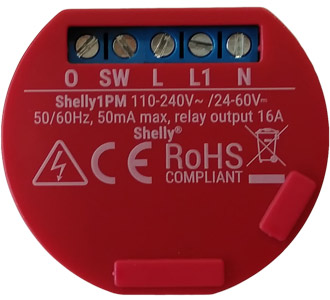 O SW L L1 N
Shelly1PM 110-240V~ /24-60V⎓
50/60Hz, 50mA max, relay output 16A
Shelly®
CE RoHS
COMPLIANT